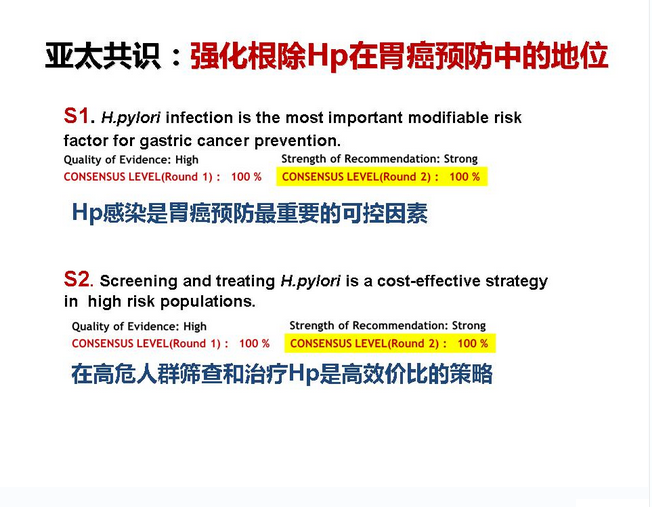 亚太共识：强化根除Hp在胃癌预防中的地位
S1. H.pylori infection is the most important modifiable risk
factor for gastric cancer prevention.
Quality of Evidence: High Strength of Recommendation: Strong
CONSENSUS LEVEL(Round 1)： 100 % CONSENSUS LEVEL(Round 2)： 100 %
Hp感染是胃癌预防最重要的可控因素
S2. Screening and treating H.pylori is a cost-effective strategy
in high risk populations.
Quality of Evidence: High Strength of Recommendation: Strong
CONSENSUS LEVEL(Round 1)： 100 % CONSENSUS LEVEL(Round 2)： 100 %
在高危人群筛查和治疗Hp是高效价比的策略